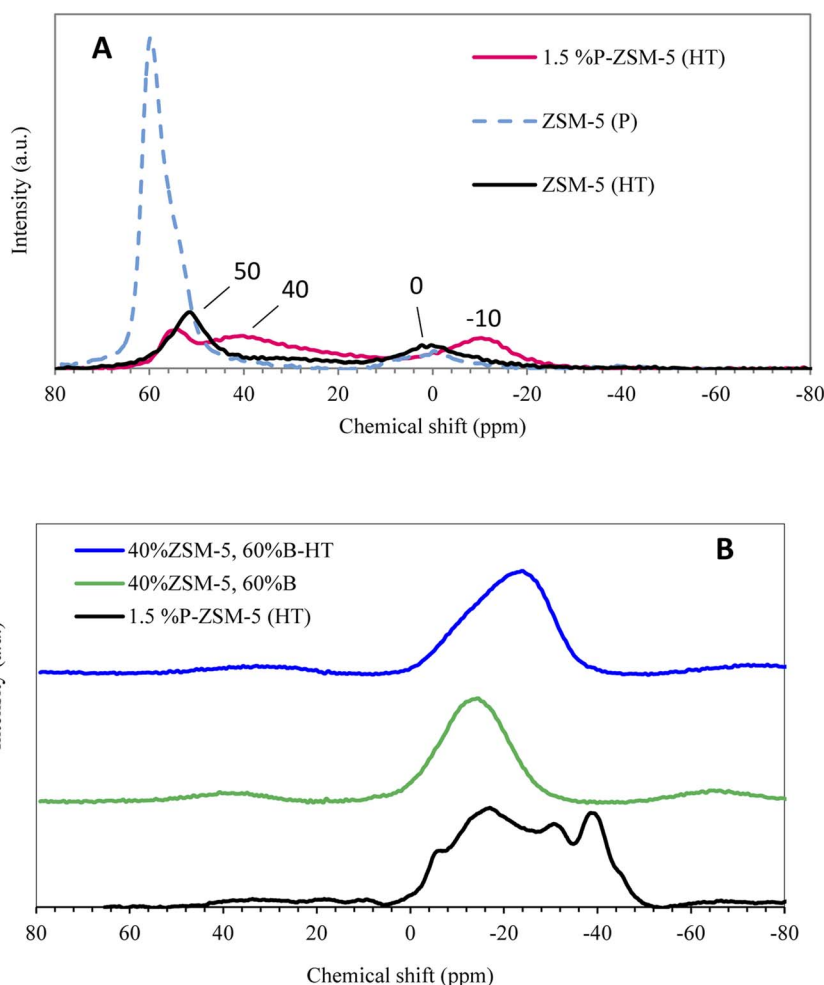 A
1.5 %P-ZSM-5 (HT)
ZSM-5 (P)
ZSM-5 (HT)
Intensity (a.u.)
50
40
0
-10
80 60 40 20 0 -20 -40 -60 -80
Chemical shift (ppm)
B
40%ZSM-5, 60%B-HT
40%ZSM-5, 60%B
1.5 %P-ZSM-5 (HT)
80 60 40 20 0 -20 -40 -60 -80
Chemical shift (ppm)